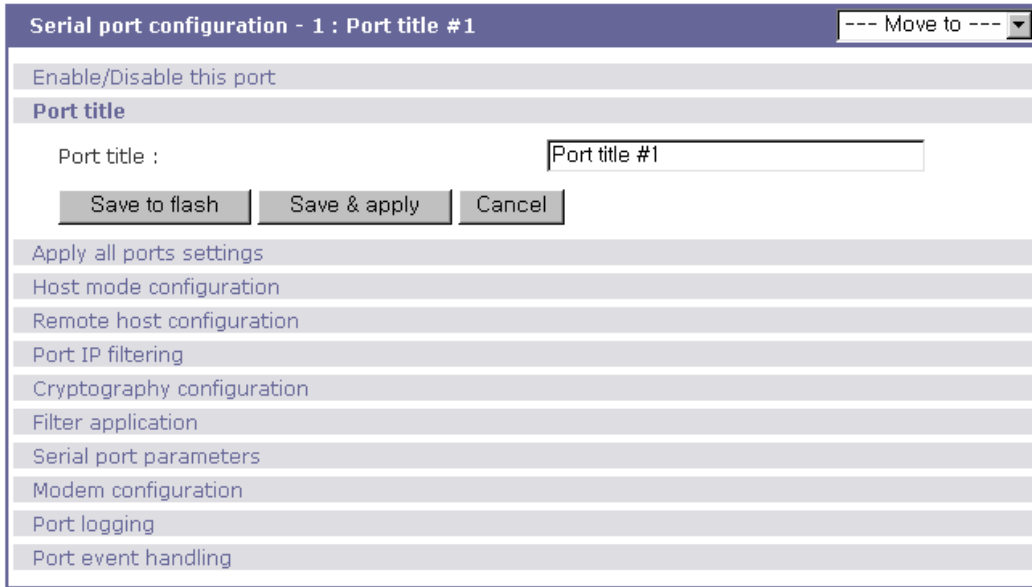 Serial port configuration - 1 : Port title #1
--- Move to ---
Enable/Disable this port
Port title
Port title :
Port title #1
Save to flash
Save & apply
Cancel
Apply all ports settings
Host mode configuration
Remote host configuration
Port IP filtering
Cryptography configuration
Filter application
Serial port parameters
Modem configuration
Port logging
Port event handling